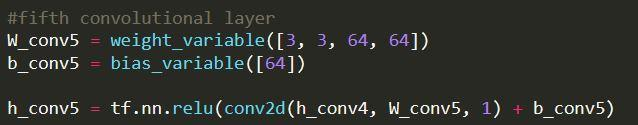 #fifth convolutional layer
W_conv5 = weight_variable([3, 3, 64, 64])
b_conv5 = bias_variable([64])
h_conv5 = tf.nn.relu(conv2d(h_conv4, W_conv5, 1) + b_conv5)